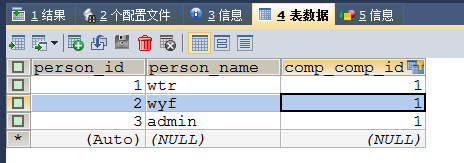 1 结果 2 个配置文件 3 信息 4 表数据 5 信息
person_id person_name comp_comp_id
1 wtr 1
2 wyf 1
3 admin 1
* (Auto) (NULL) (NULL)